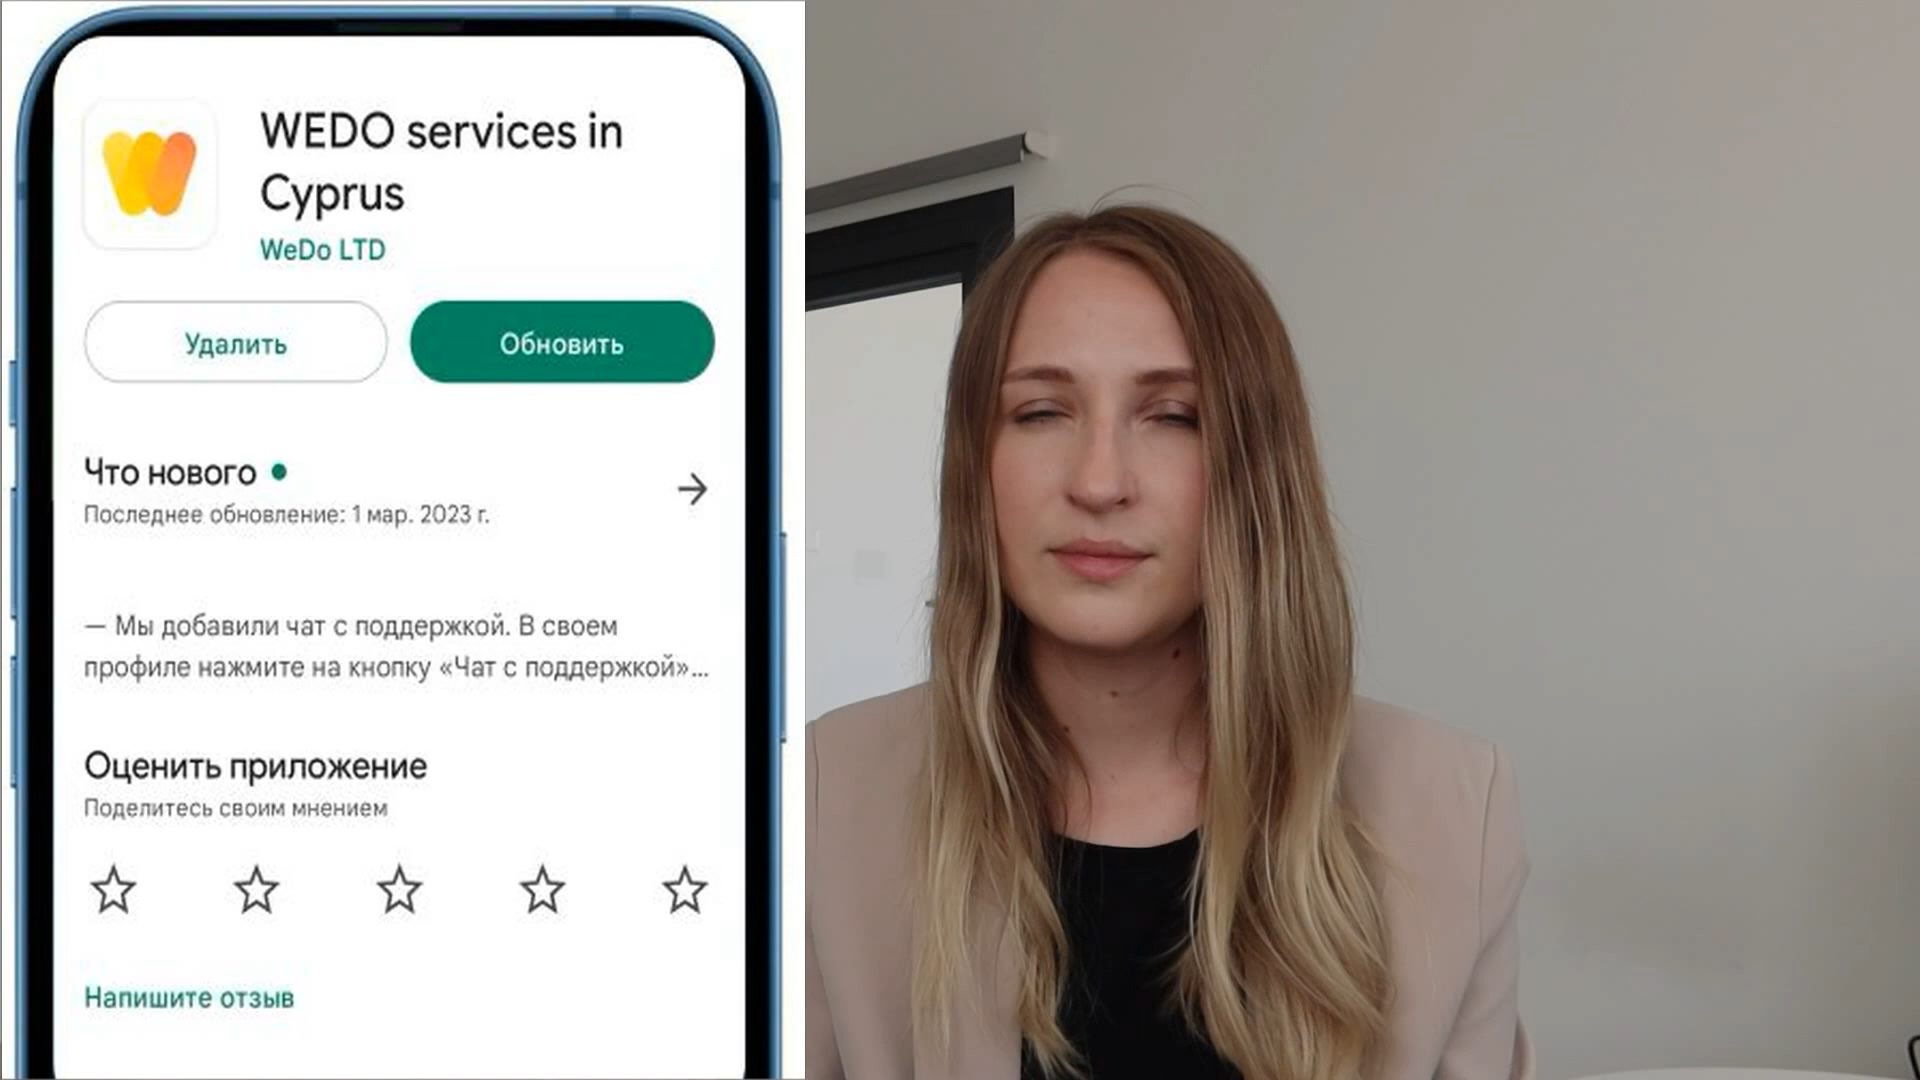 WEDO services in
Cyprus
WeDo LTD
Удалить
Обновить
Что нового
Последнее обновление: 1 мар. 2023 г.
— Мы добавили чат с поддержкой. В своем
профиле нажмите на кнопку «Чат с поддержкой»...
Оценить приложение
Поделитесь своим мнением
Напишите отзыв